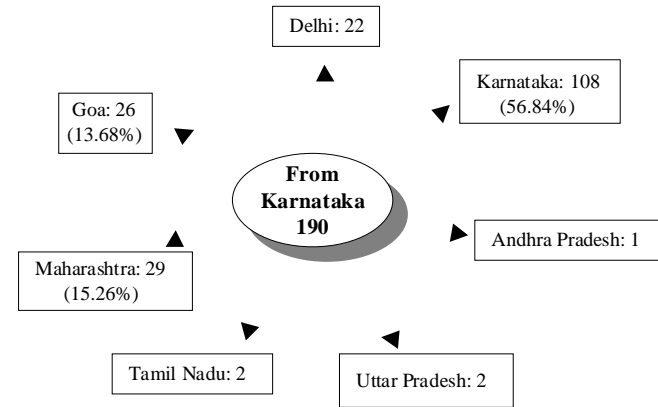 Delhi: 22
Karnataka: 108
(56.84%)
Goa: 26
(13.68%)
From
Karnataka
190
Andhra Pradesh: 1
Maharashtra: 29
(15.26%)
Tamil Nadu: 2
Uttar Pradesh: 2